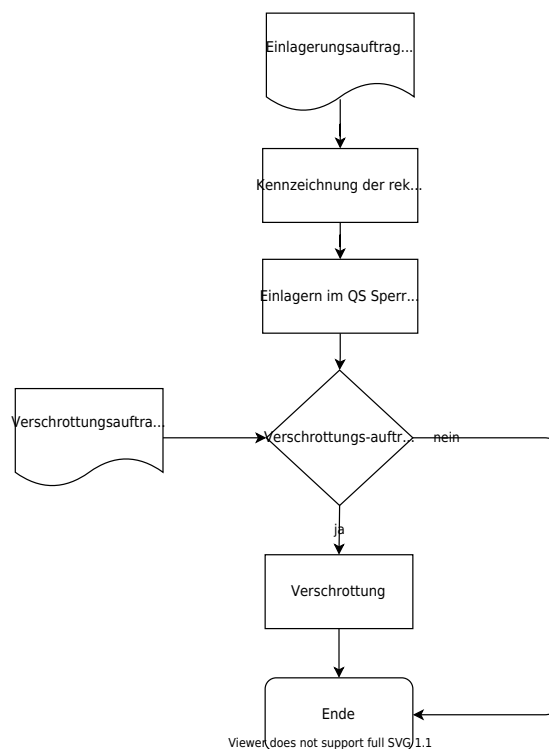 Einlagerungsauftrag...
Kennzeichnung der rek...
Einlagern im QS Sperr...
Verschrottungsauftra...
Verschrottungs-auftr...
nein
ja
Verschrottung
Ende
Viewer does not support full SVG 1.1